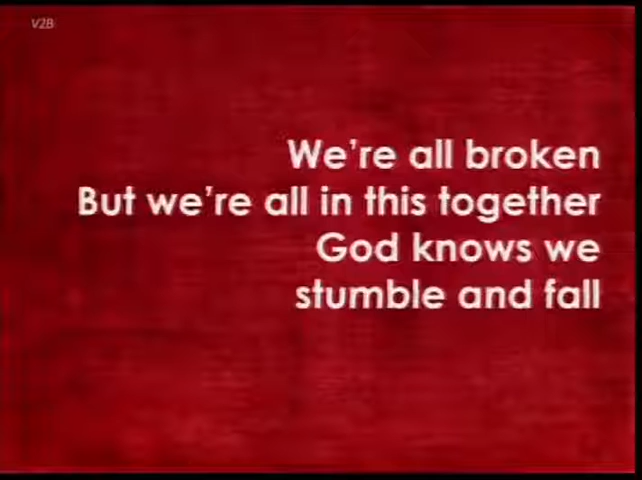 V2B
We're all broken
But we're all in this together
God knows we
stumble and fall